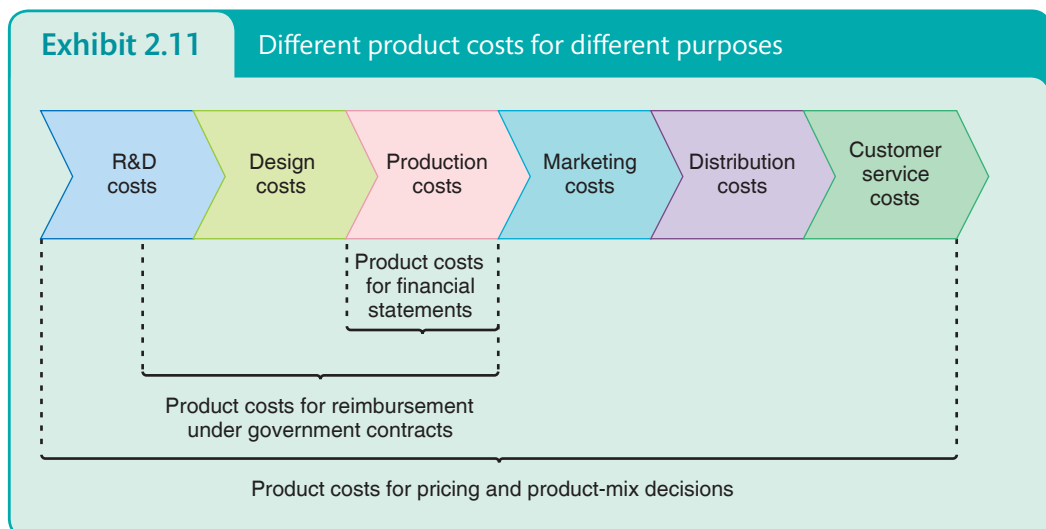 Exhibit 2.11
Different product costs for different purposes
R&D
costs
Design
costs
Production
costs
Marketing
costs
Distribution
costs
Customer
service
costs
Product costs
for financial
statements
Product costs for reimbursement
under government contracts
Product costs for pricing and product-mix decisions